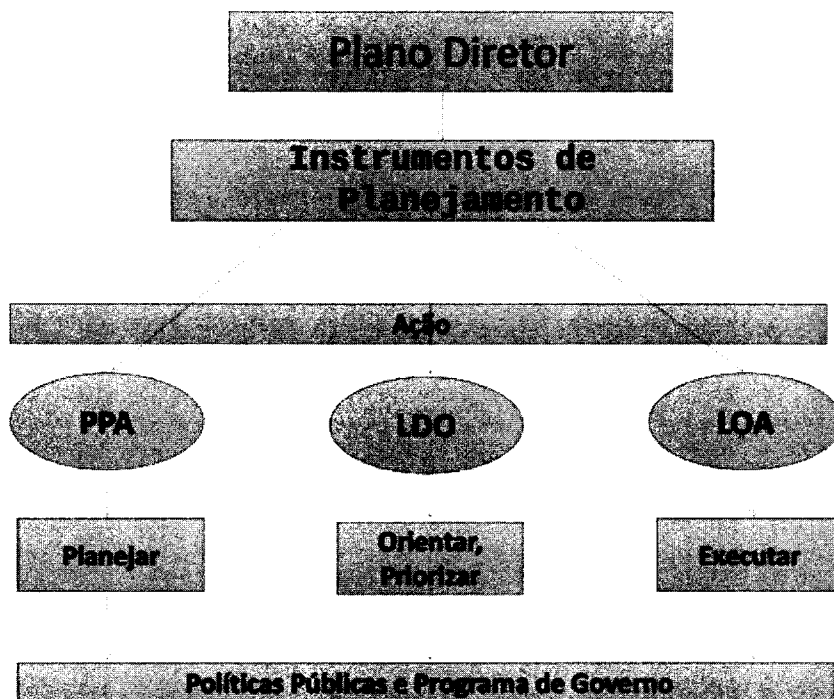 Plano Diretor
Instrumentos de
Planejamento
Ação
PPA
LDO
LOA
Planejar
Orientar,
Priorizar
Executar
Políticas Públicas e Programa de Governo